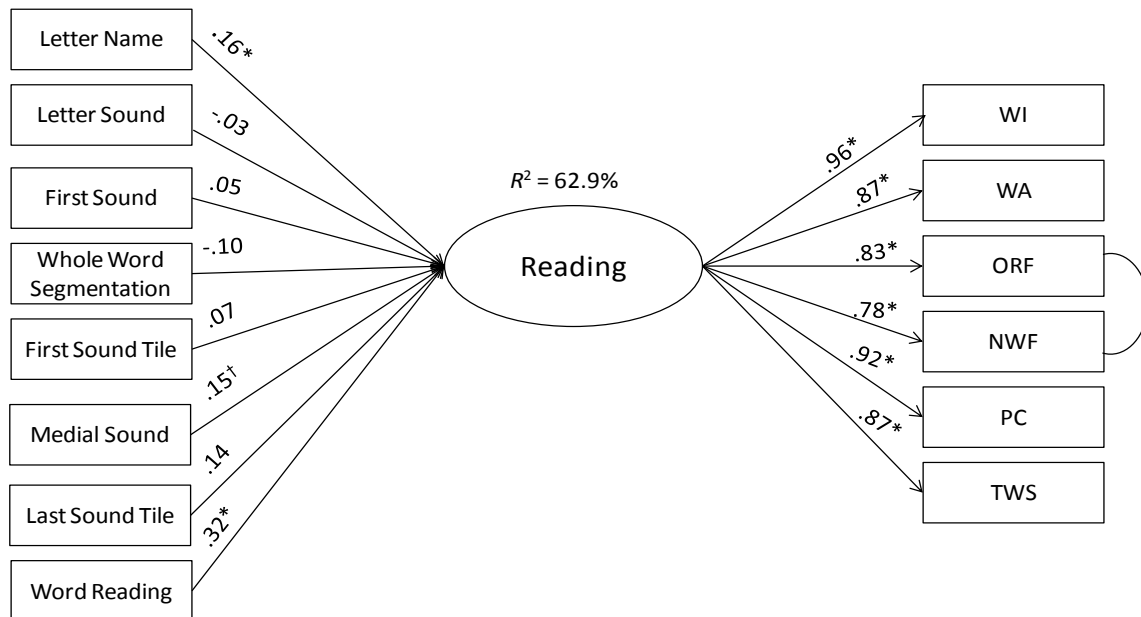 Letter Name
Letter Sound
First Sound
Whole Word
Segmentation
First Sound Tile
Medial Sound
Last Sound Tile
Word Reading
.16*
-.03
.05
-.10
.07
.15†
.14
.32*
R² = 62.9%
Reading
.96*
.87*
.83*
.78*
.92*
.87*
WI
WA
ORF
NWF
PC
TWS